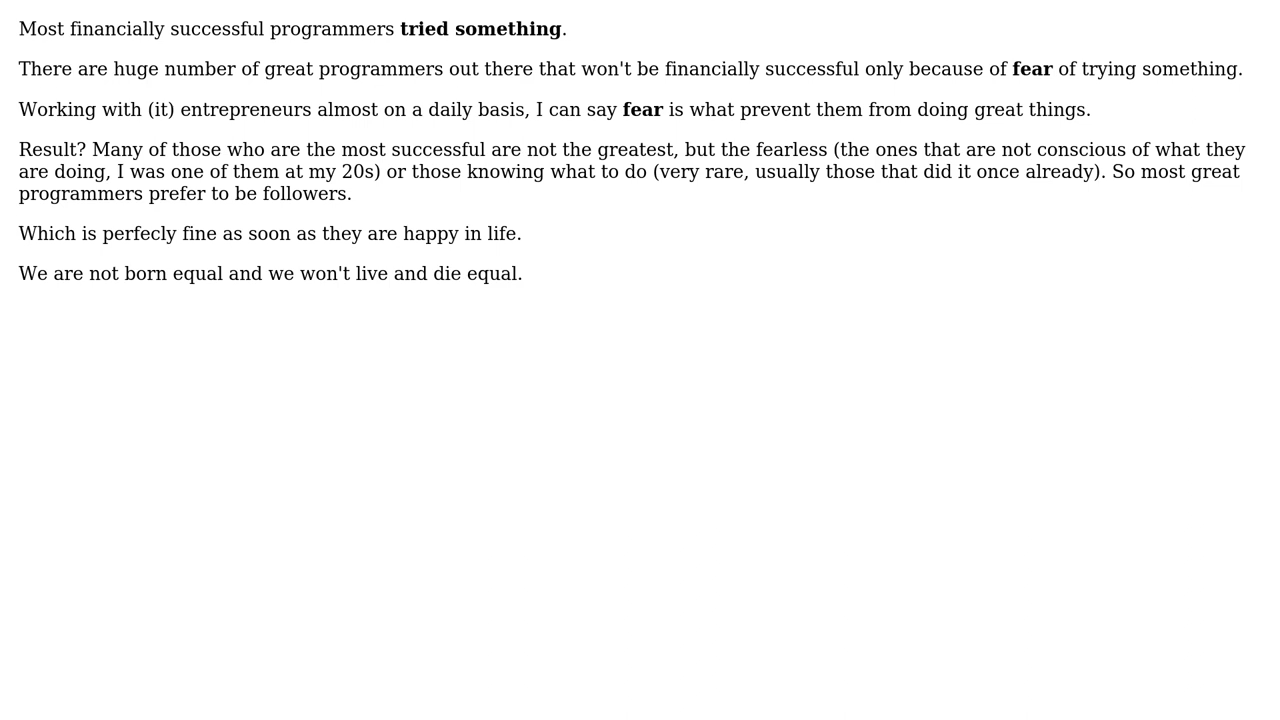 Most financially successful programmers tried something.
There are huge number of great programmers out there that won't be financially successful only because of fear of trying something.
Working with (it) entrepreneurs almost on a daily basis, I can say fear is what prevent them from doing great things.
Result? Many of those who are the most successful are not the greatest, but the fearless (the ones that are not conscious of what they
are doing, I was one of them at my 20s) or those knowing what to do (very rare, usually those that did it once already). So most great
programmers prefer to be followers.
Which is perfecly fine as soon as they are happy in life.
We are not born equal and we won't live and die equal.